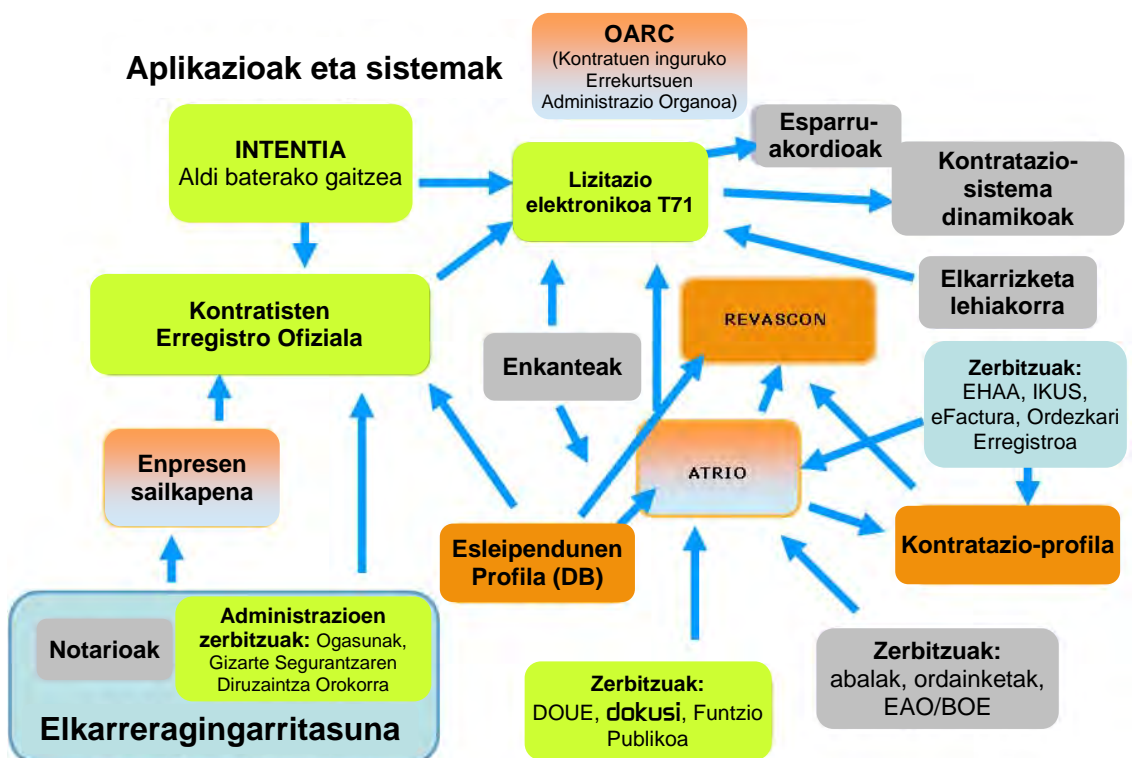 OARC
(Kontratuen inguruko
Errekurtsuen
Administrazio Organoa)
Aplikazioak eta sistemak
INTENTIA
Aldi baterako gaitzea
Lizitazio
elektronikoa T71
Esparru-
akordioak
Kontratazio-
sistema
dinamikoak
Elkarrizketa
lehiakorra
Kontratisten
Erregistro Ofiziala
REVASCON
Enkanteak
Zerbitzuak:
EHAA, IKUS,
eFactura, Ordezkari
Erregistroa
Enpresen
sailkapena
ATRIO
Esleipendunen
Profila (DB)
Kontratazio-profila
Notarioak
Administrazioen
zerbitzuak: Ogasunak,
Gizarte Segurantzaren
Diruzaintza Orokorra
Elkarreragingarritasuna
Zerbitzuak:
DOUE, dokusi, Funtzio
Publikoa
Zerbitzuak:
abalak, ordainketak,
EAO/BOE